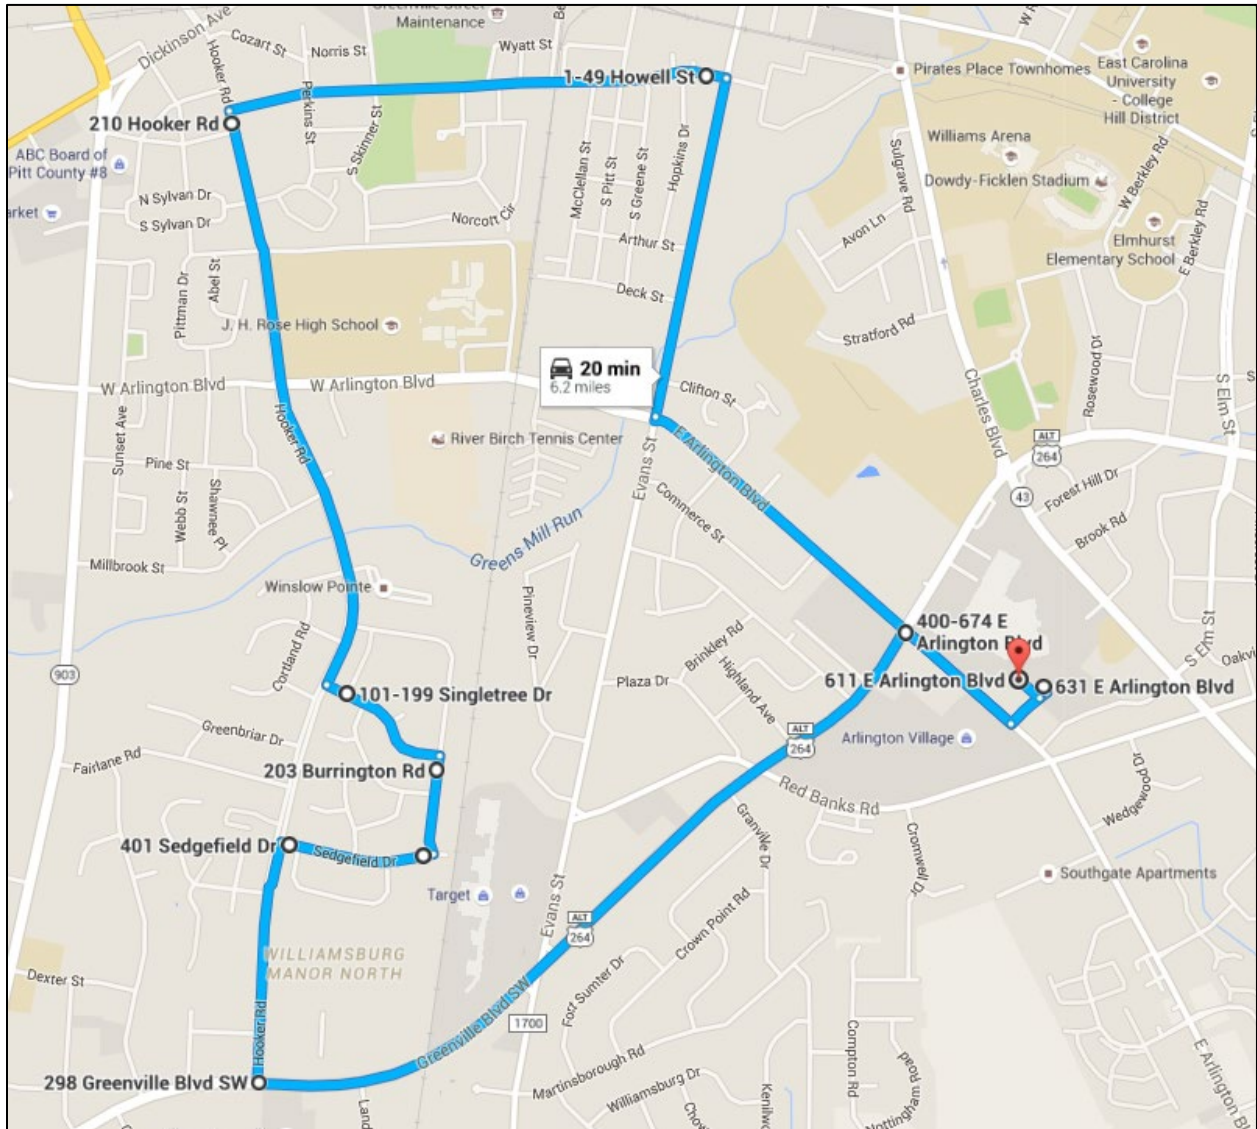 Greenville Street
Maintenance
Dickinson Ave
Cozart St
Hooker Rd
Norris St
Wyatt St
Perkins St
S Skinner St
1-49 Howell St
Pirates Place Townhomes
East Carolina
University
- College
Hill District
210 Hooker Rd
ABC Board of
Pitt County #8
Williams Arena
Dowdy-Ficklen Stadium
W Berkley Rd
E Berkley Rd
Elmhurst
Elementary School
N Sylvan Dr
S Sylvan Dr
arket
Norcott Cir
McClellan St
S Pitt St
S Greene St
Hopkins Dr
Arthur St
Deck St
Sulgrave Rd
Avon Ln
Stratford Rd
Pittman Dr
Abel St
J. H. Rose High School
W Arlington Blvd
W Arlington Blvd
20 min
6.2 miles
Clifton St
Charles Blvd
Rosewood Dr
S Elm St
Sunset Ave
Hooker Rd
River Birch Tennis Center
Evans St
E Arlington Blvd
ALT
264
43
Forest Hill Dr
Brook Rd
Pine St
Webb St
Shawnee Pl
Commerce St
Greens Mill Run
Millbrook St
Winslow Pointe
Pineview Dr
Brinkley Rd
Highland Ave
Plaza Dr
400-674 E
Arlington Blvd
611 E Arlington Blvd
631 E Arlington Blvd
S Elm St
Oakvi
903
Cortland Rd
101-199 Singletree Dr
Greenbriar Dr
Fairlane Rd
203 Burrington Rd
ALT
264
Arlington Village
Red Banks Rd
Wedgewood Dr
401 Sedgefield Dr
Sedgefield Dr
Granville Dr
Cromwell Dr
Southgate Apartments
Target
Evans St
ALT
264
Crown Point Rd
WILLIAMSBURG
MANOR NORTH
Dexter St
Fort Sumter Dr
Hooker Rd
Greenville Blvd SW
1700
298 Greenville Blvd SW
Martinsborough Rd
Williamsburg Dr
Compton Rd
Nottingham Road
E Arlington Bl
Land
Cho
Kenilw